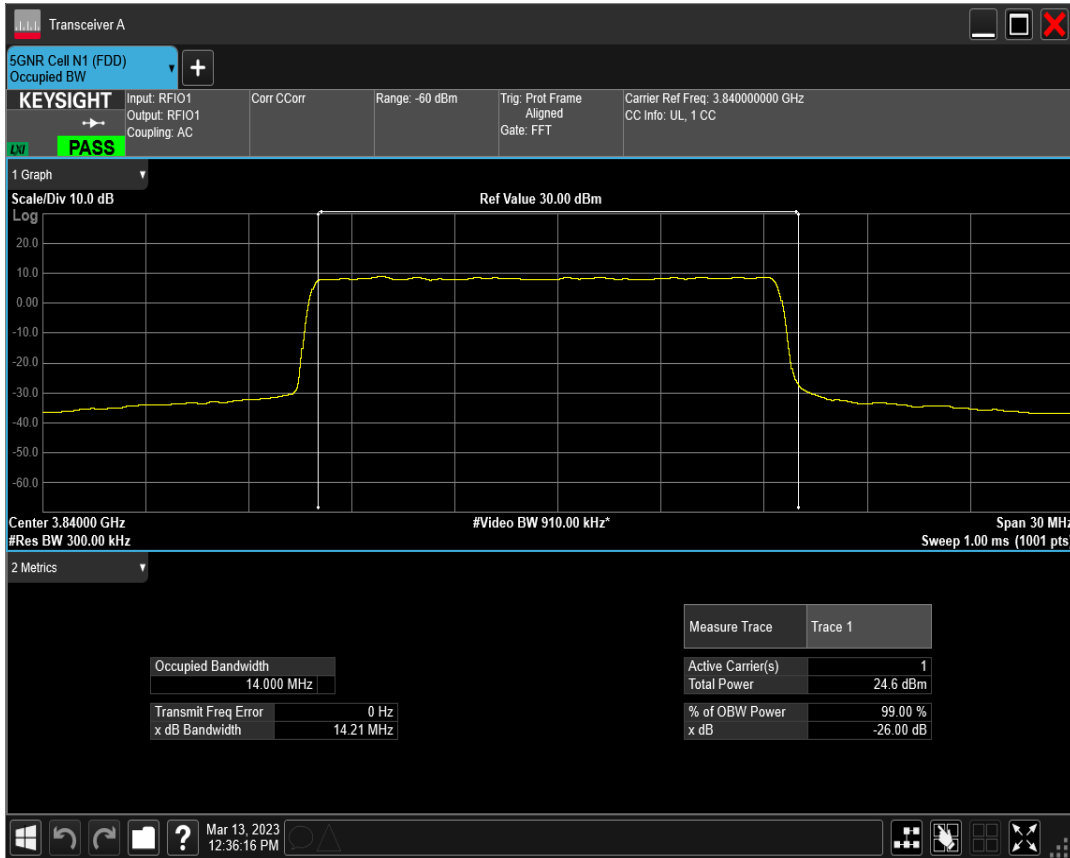 Transceiver A
5GNR Cell N1 (FDD)
Occupied BW
+
KEYSIGHT
Input: RFIO1
Output: RFIO1
Coupling: AC
Corr CCorr
Range: -60 dBm
Trig: Prot Frame
Aligned
Gate: FFT
Carrier Ref Freq: 3.840000000 GHz
CC Info: UL, 1 CC
LXI
PASS
1 Graph
Scale/Div 10.0 dB
Ref Value 30.00 dBm
Log
20.0
10.0
0.00
-10.0
-20.0
-30.0
-40.0
-50.0
-60.0
Center 3.84000 GHz
#Video BW 910.00 kHz*
Span 30 MHz
#Res BW 300.00 kHz
Sweep 1.00 ms (1001 pts)
2 Metrics
Measure Trace Trace 1
Occupied Bandwidth
14.000 MHz
Active Carrier(s) 1
Total Power 24.6 dBm
Transmit Freq Error 0 Hz
x dB Bandwidth 14.21 MHz
% of OBW Power 99.00 %
x dB -26.00 dB
?
Mar 13, 2023
12:36:16 PM